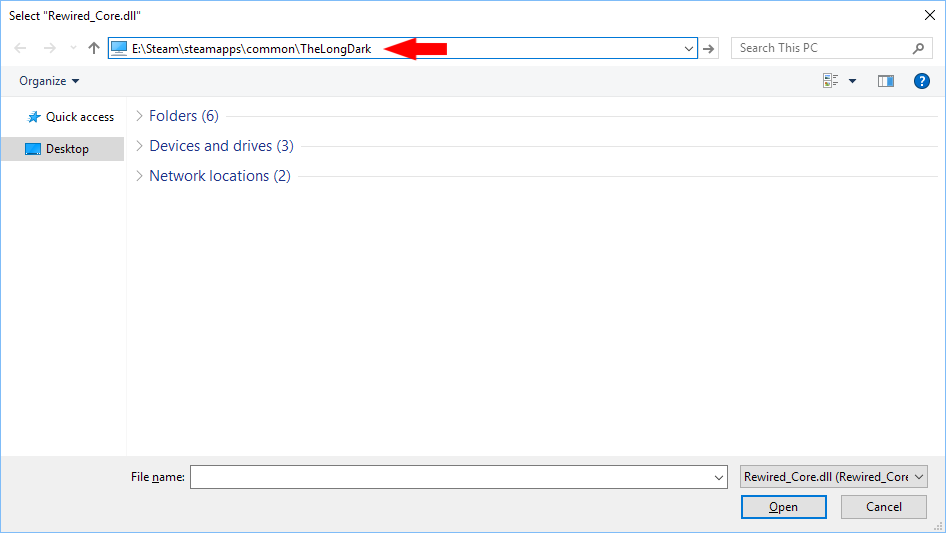 Select "Rewired_Core.dll"
E:\Steam\steamapps\common\TheLongDark
Search This PC
Organize
Quick access
Desktop
Folders (6)
Devices and drives (3)
Network locations (2)
File name:
Rewired_Core.dll (Rewired_Core
Open
Cancel